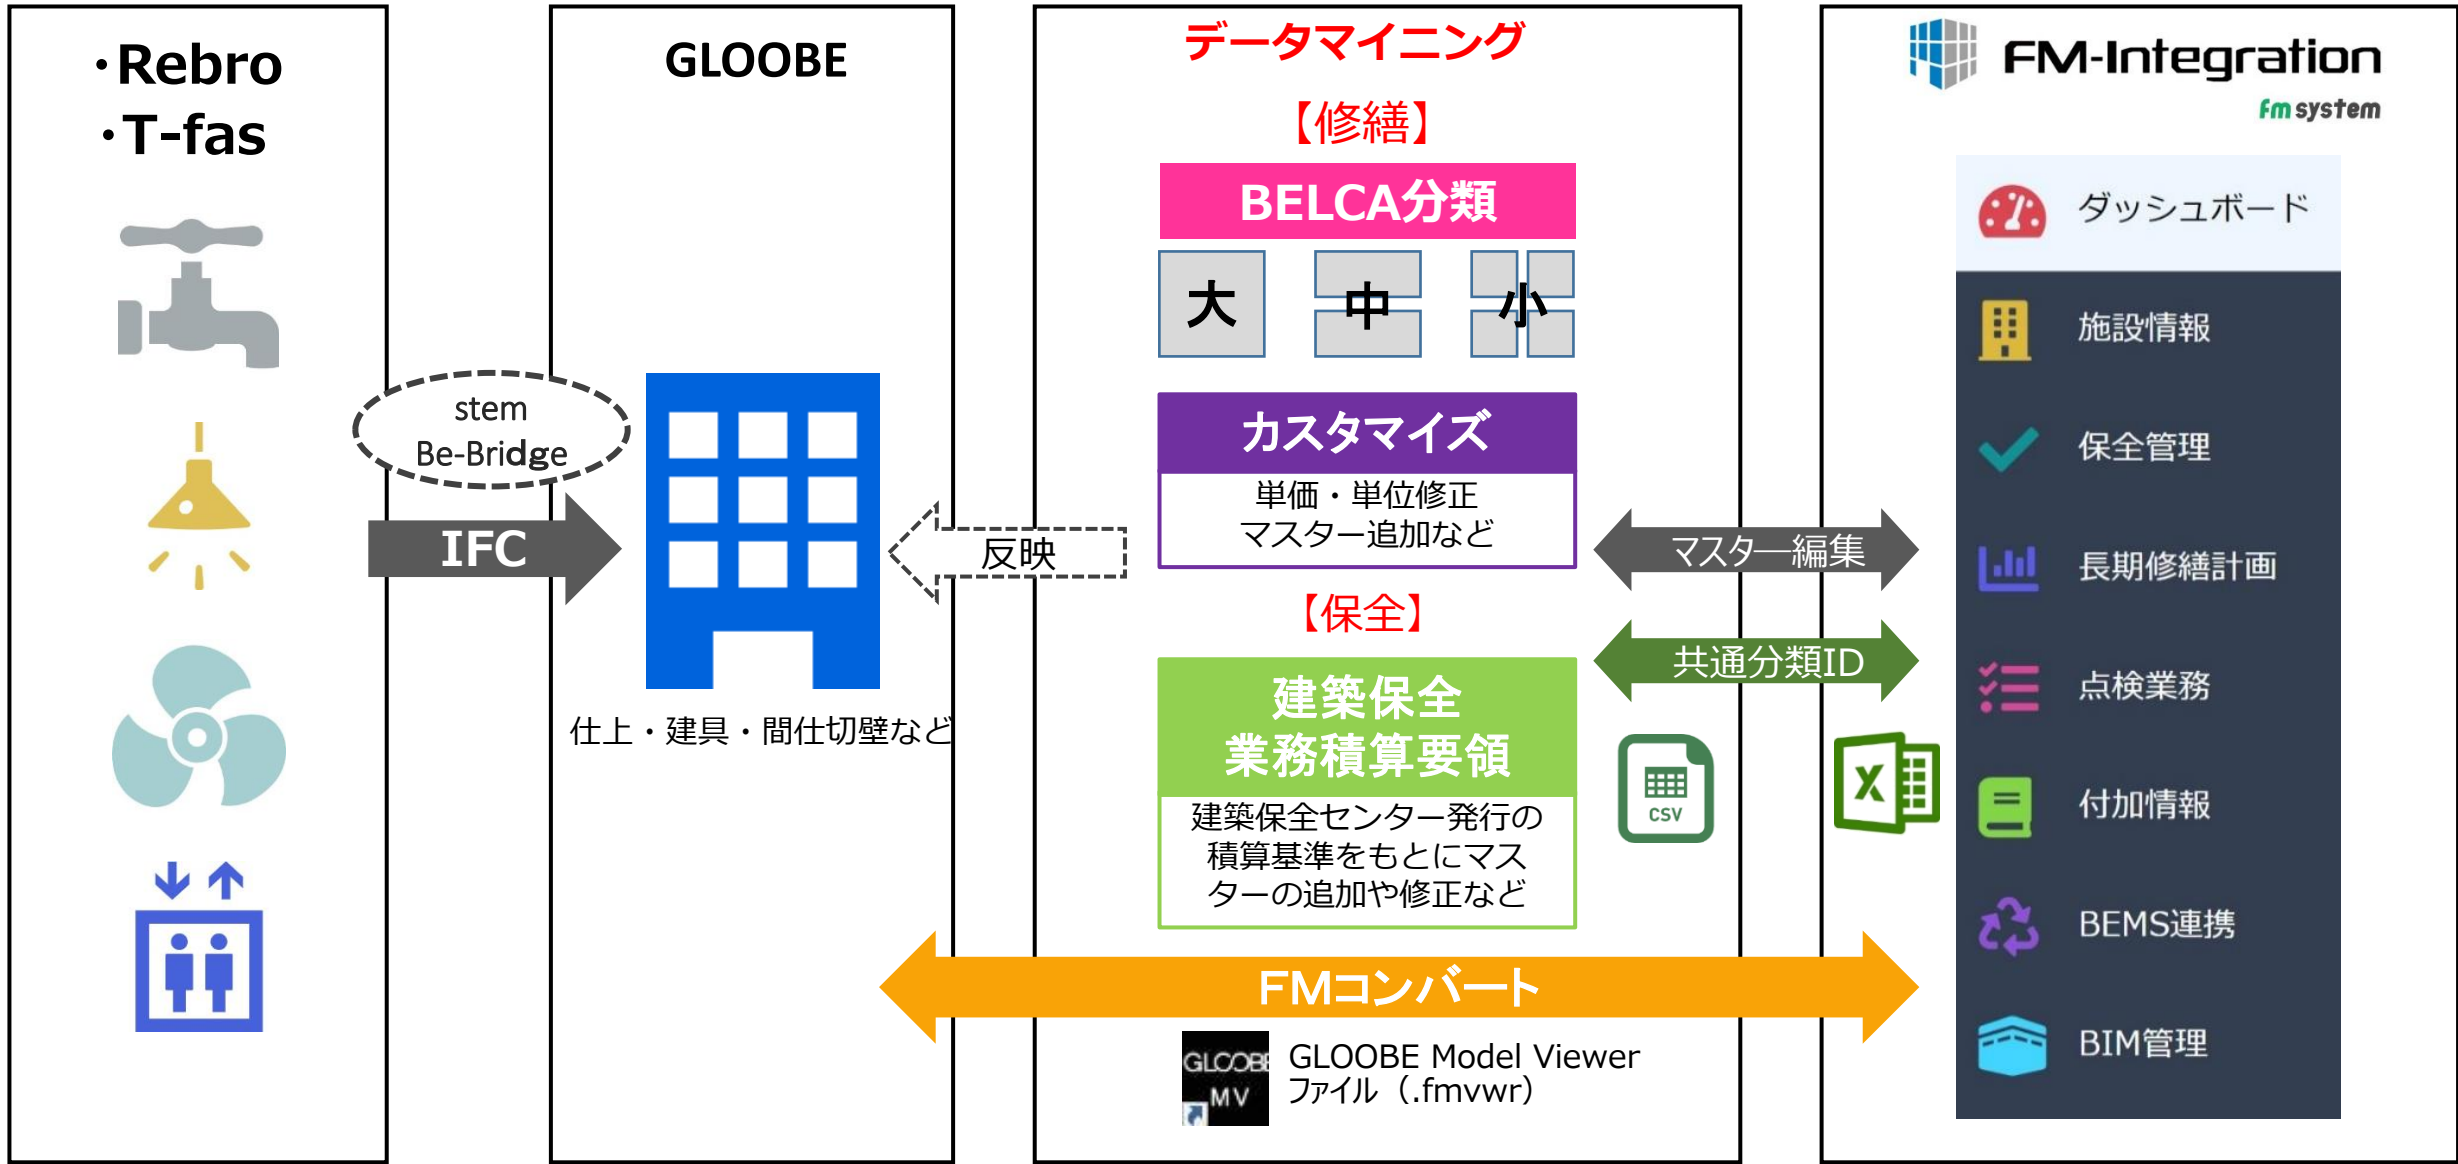 ・Rebro
・T-fas
stem
Be-Bridge
IFC
GLOOBE
仕上・建具・間仕切壁など
反映
データマイニング
【修繕】
BELCA分類
大
中
小
カスタマイズ
単価・単位修正
マスター追加など
【保全】
建築保全
業務積算要領
建築保全センター発行の
積算基準をもとにマス
ターの追加や修正など
マスター編集
共通分類ID
CSV
X
FMコンバート
GLOOBE
MV
GLOOBE Model Viewer
ファイル（.fmvwr）
FM-Integration
fm system
ダッシュボード
施設情報
保全管理
長期修繕計画
点検業務
付加情報
BEMS連携
BIM管理